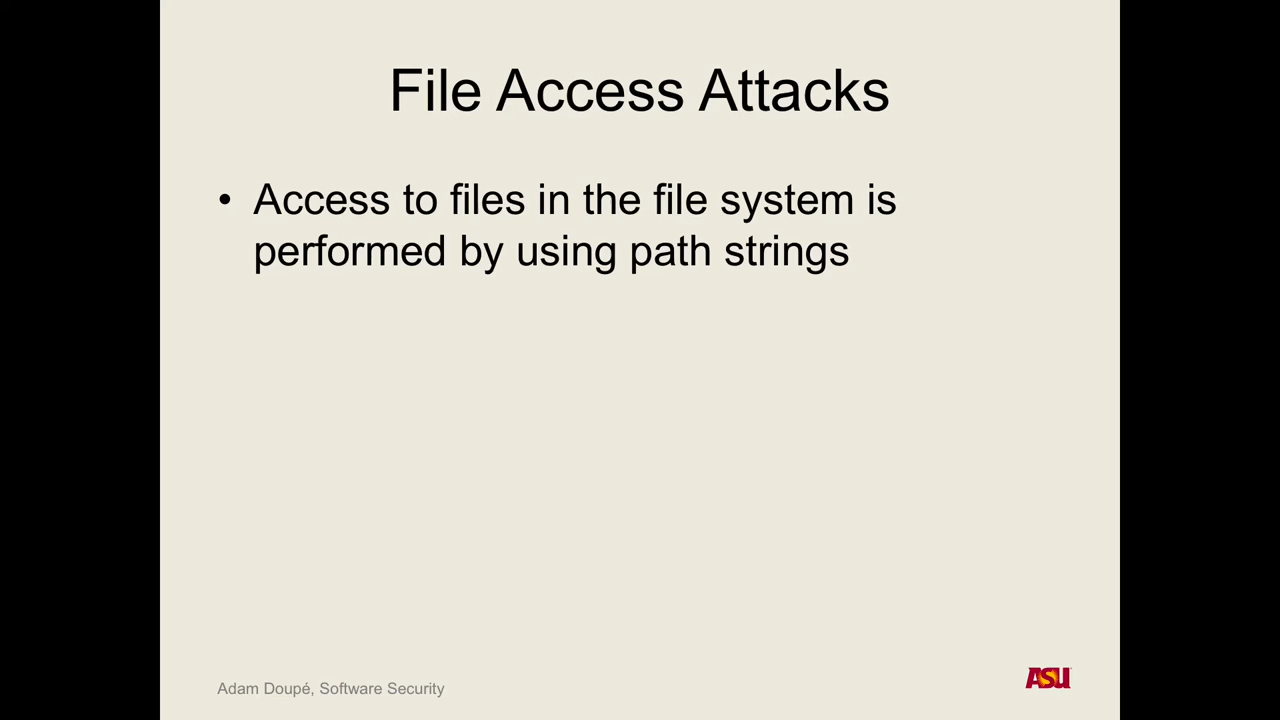 File Access Attacks
• Access to files in the file system is
performed by using path strings
Adam Doupé, Software Security
ASU